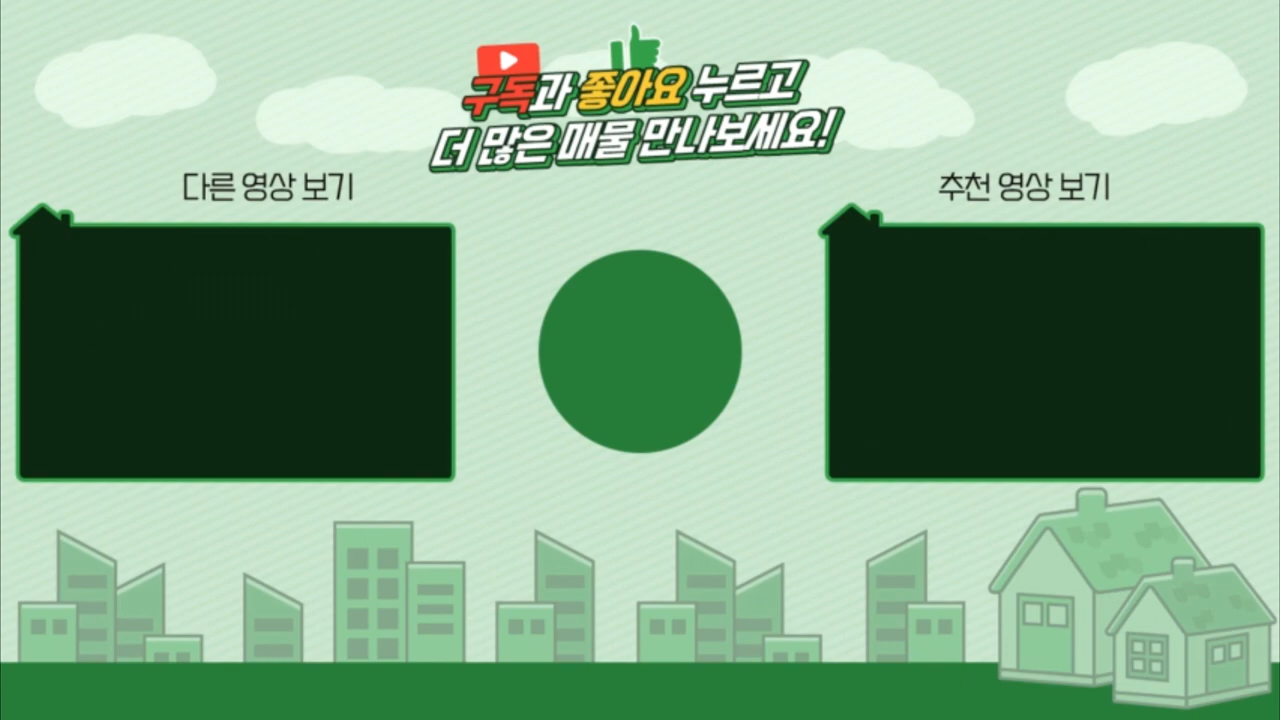 구독과 좋아요 누르고
더 많은 매물 만나보세요!
다른 영상 보기
추천 영상 보기